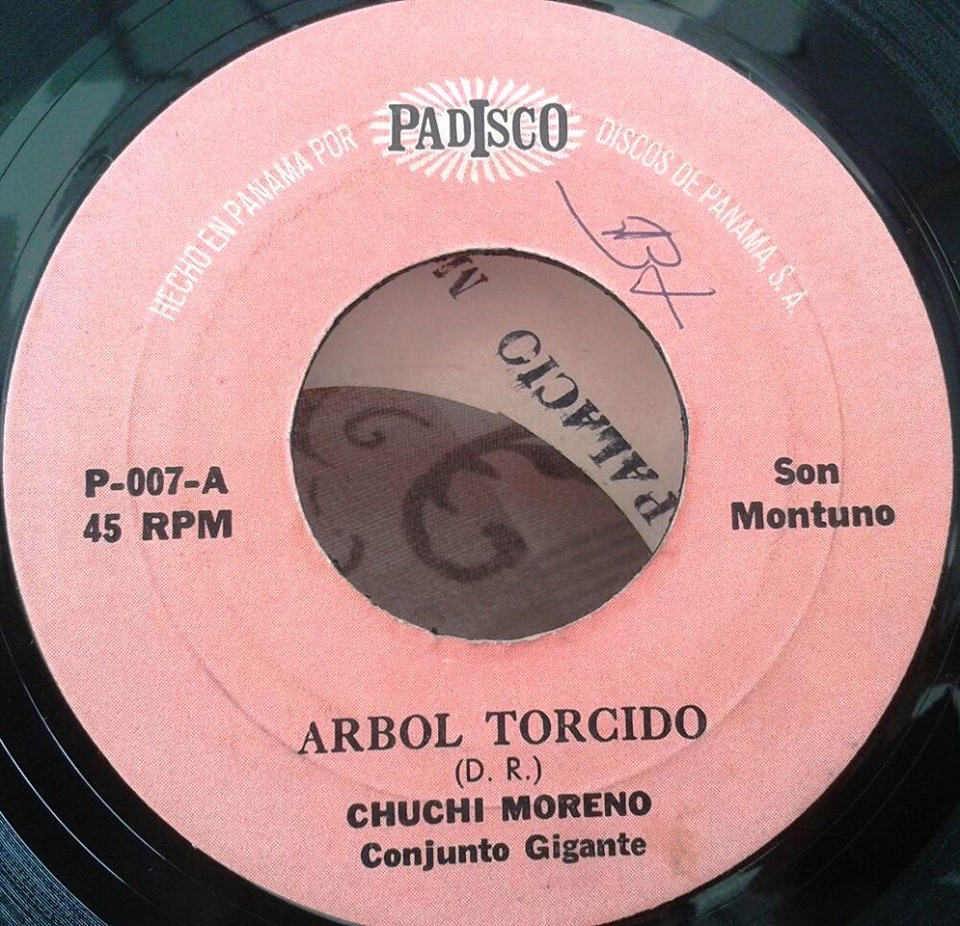 HECHO EN PANAMA POR
PADISCO
DISCOS DE PANAMA, S. A.
PALACIO
P-007-A
45 RPM
Son
Montuno
ARBOL TORCIDO
(D. R.)
CHUCHI MORENO
Conjunto Gigante